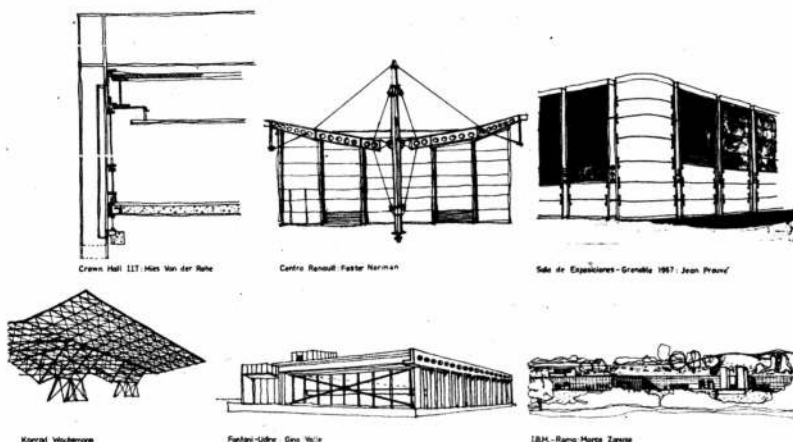 Crown Hall IIT: Mies Van der Rohe
Centro Renault: Foster Norman
Sala de Exposiciones - Grenoble 1967: Jean Prouvé
Konrad Wachsmann
Fantoni-Udine: Gino Valle
I.B.M. - Roma Marco Zanuso